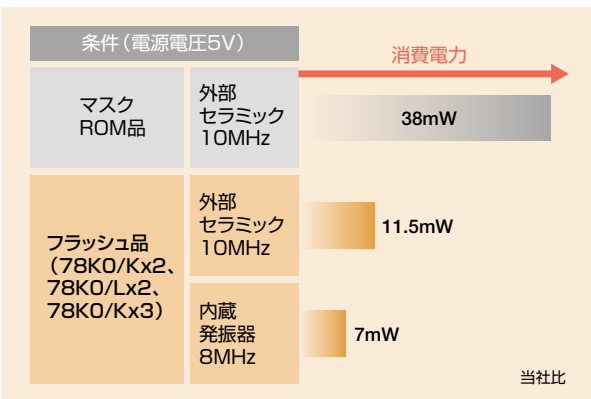 条件（電源電圧5V）
消費電力
マスク
ROM品
外部
セラミック
10MHz
38mW
フラッシュ品
（78K0/Kx2、
78K0/Lx2、
78K0/Kx3）
外部
セラミック
10MHz
11.5mW
内蔵
発振器
8MHz
7mW
当社比